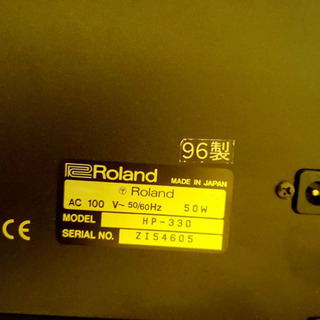 96製
Roland
MADE IN JAPAN
Roland
AC 100 V~ 50/60Hz 50W
MODEL HP-330
SERIAL NO. ZI54605
CE